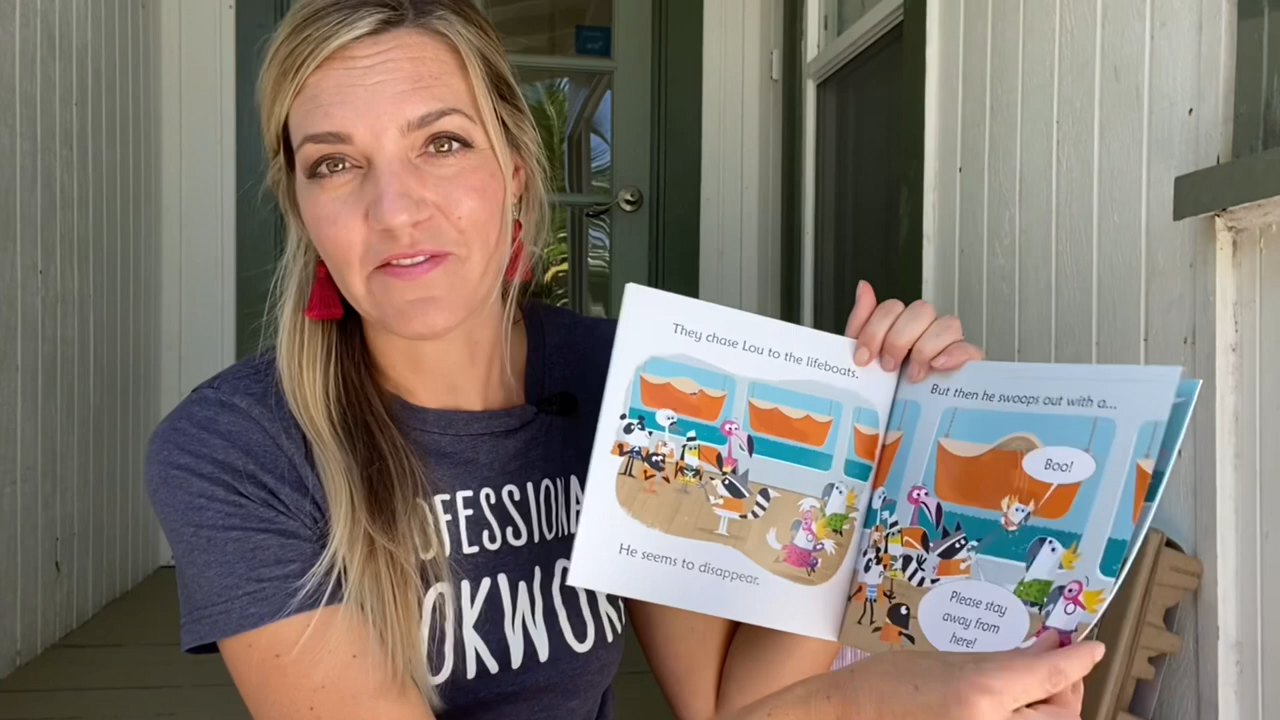 They chase Lou to the lifeboats.
He seems to disappear.
But then he swoops out with a...
Boo!
Please stay
away from
here!
OFESSIONA
OKWOR